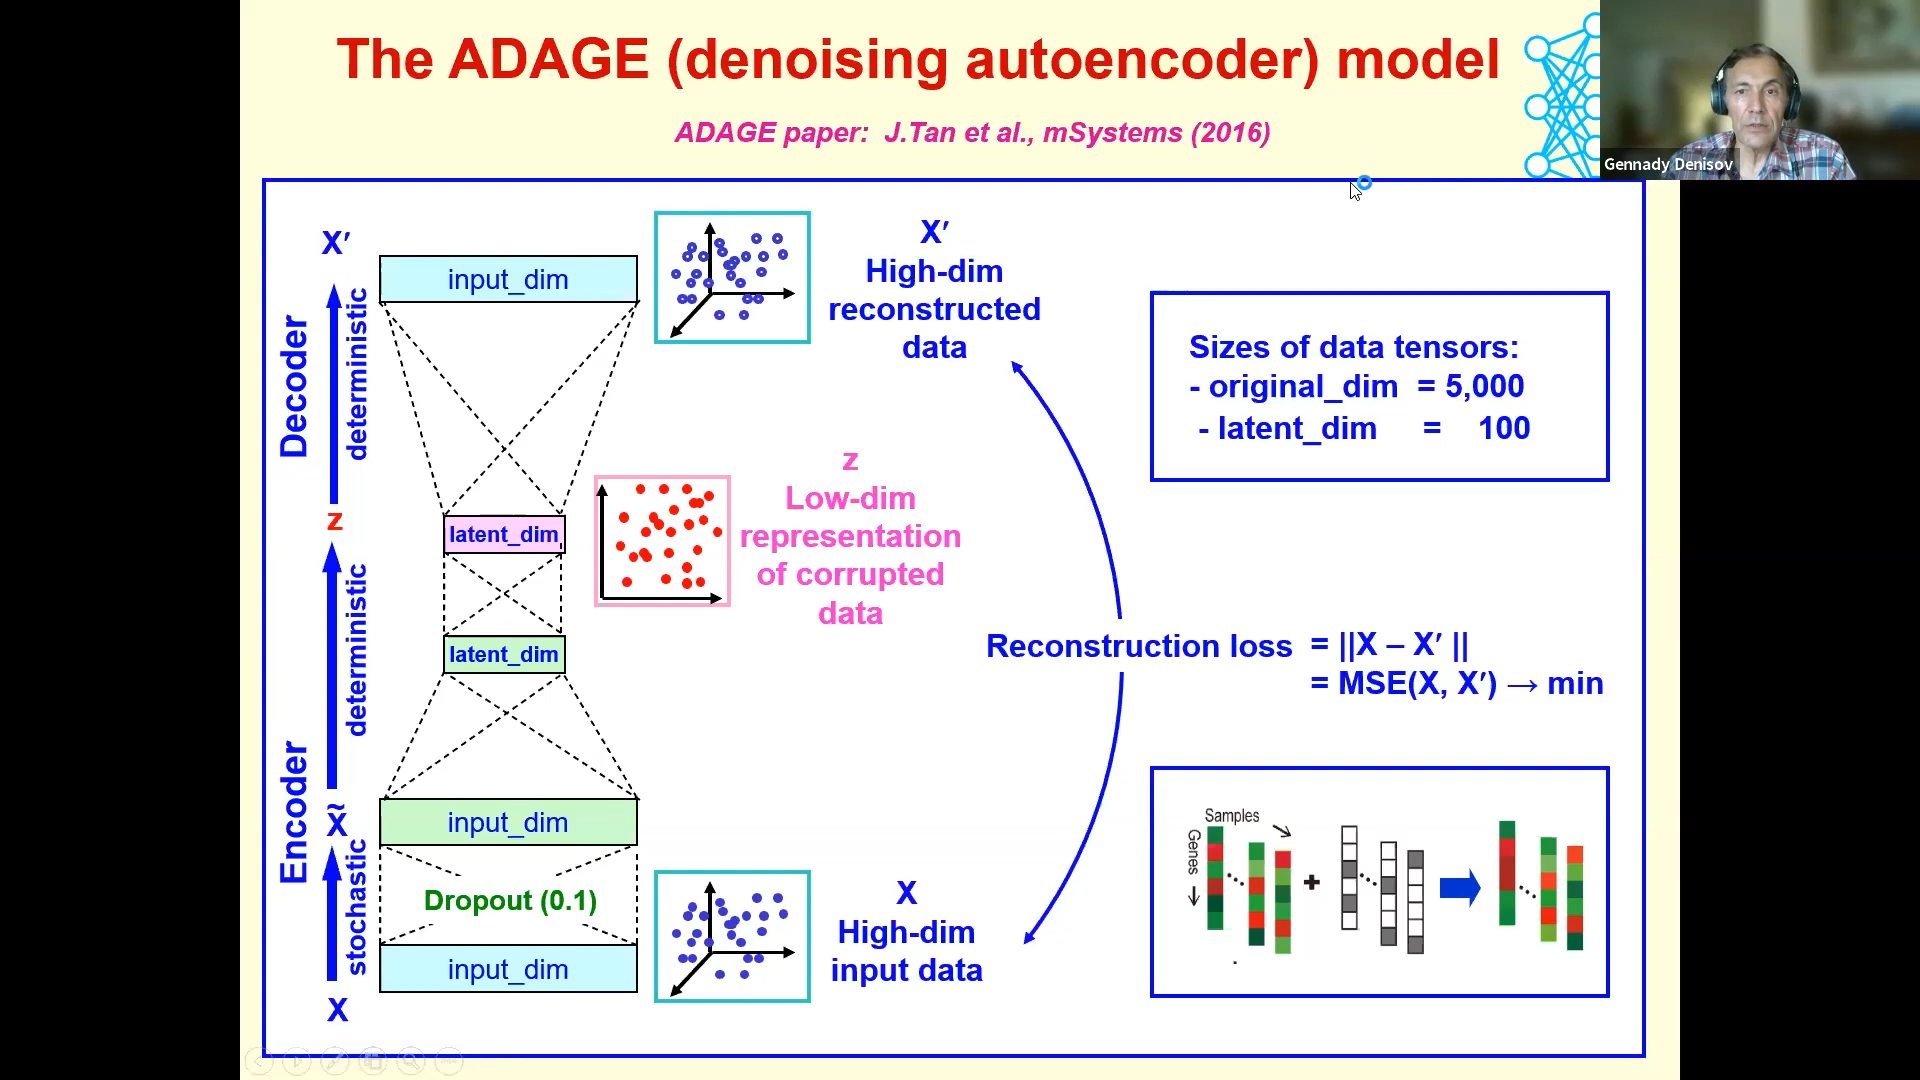 The ADAGE (denoising autoencoder) model
ADAGE paper: J.Tan et al., mSystems (2016)
Gennady Denisov
X′
input_dim
Decoder
deterministic
X′
High-dim
reconstructed
data
Sizes of data tensors:
- original_dim = 5,000
- latent_dim = 100
z
latent_dim
z
Low-dim
representation
of corrupted
data
deterministic
latent_dim
Reconstruction loss = ||X – X′ ||
= MSE(X, X′) → min
Encoder
X̃
input_dim
stochastic
Dropout (0.1)
input_dim
X
X
High-dim
input data
Samples
Genes
+